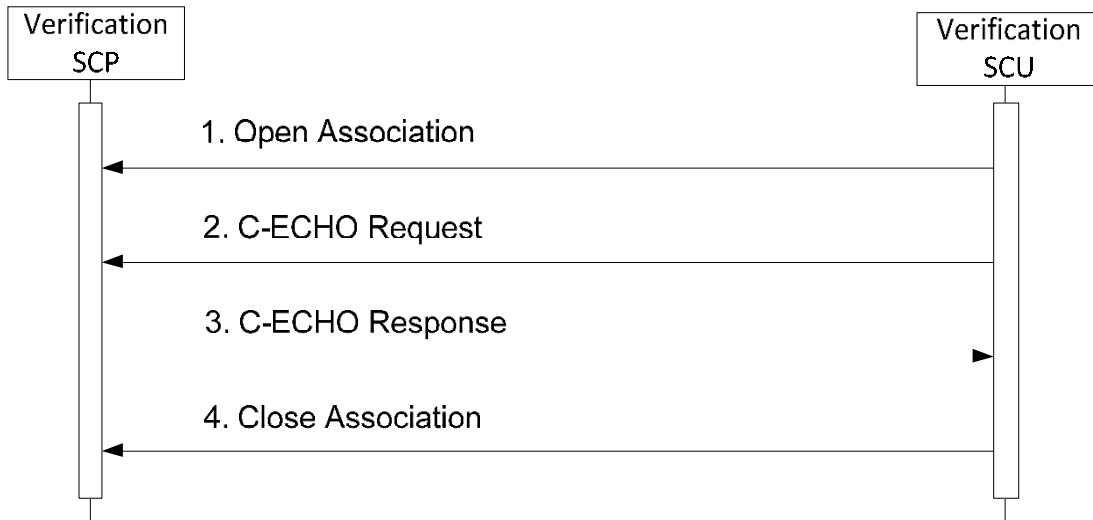 Verification
SCP
Verification
SCU
1. Open Association
2. C-ECHO Request
3. C-ECHO Response
4. Close Association